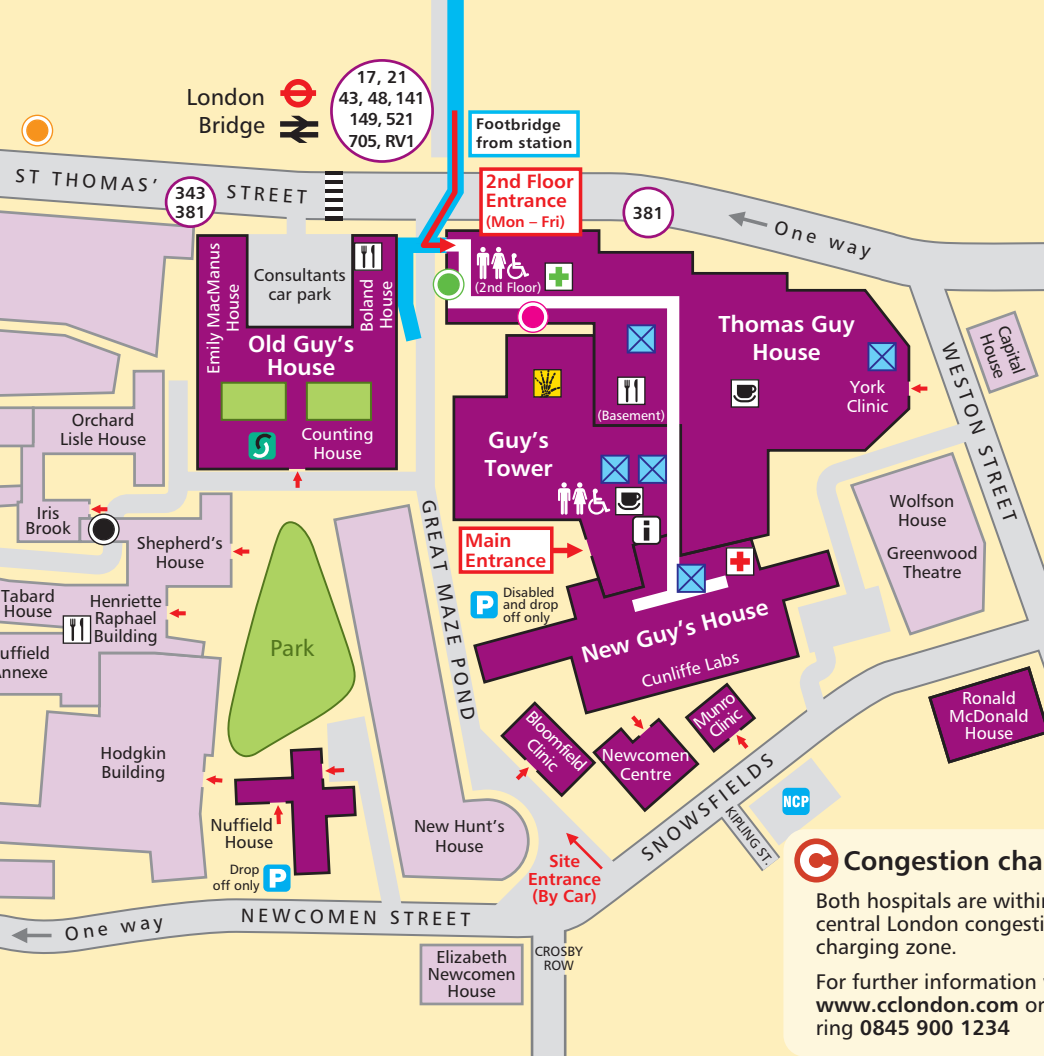 London
Bridge
17, 21
43, 48, 141
149, 521
705, RV1
Footbridge
from station
ST THOMAS' STREET
343
381
2nd Floor
Entrance
(Mon – Fri)
381
One way
Emily MacManus
House
Consultants
car park
Boland
House
Old Guy's
House
Counting
House
(2nd Floor)
Thomas Guy
House
York
Clinic
(Basement)
Guy's
Tower
i
WESTON STREET
Capital
House
Orchard
Lisle House
Iris
Brook
Shepherd's
House
Tabard
House
Henriette
Raphael
Building
uffield
nnexe
Hodgkin
Building
Park
GREAT MAZE POND
Main
Entrance
P
Disabled
and drop
off only
New Guy's House
Cunliffe Labs
Wolfson
House
Greenwood
Theatre
Bloomfield
Clinic
Newcomen
Centre
Munro
Clinic
Ronald
McDonald
House
Nuffield
House
Drop
off only
P
New Hunt's
House
Site
Entrance
(By Car)
SNOWSFIELDS
KIPLING ST.
NCP
NEWCOMEN STREET
One way
Elizabeth
Newcomen
House
CROSBY
ROW
C Congestion cha
Both hospitals are within
central London congesti
charging zone.
For further information
www.cclondon.com or
ring 0845 900 1234